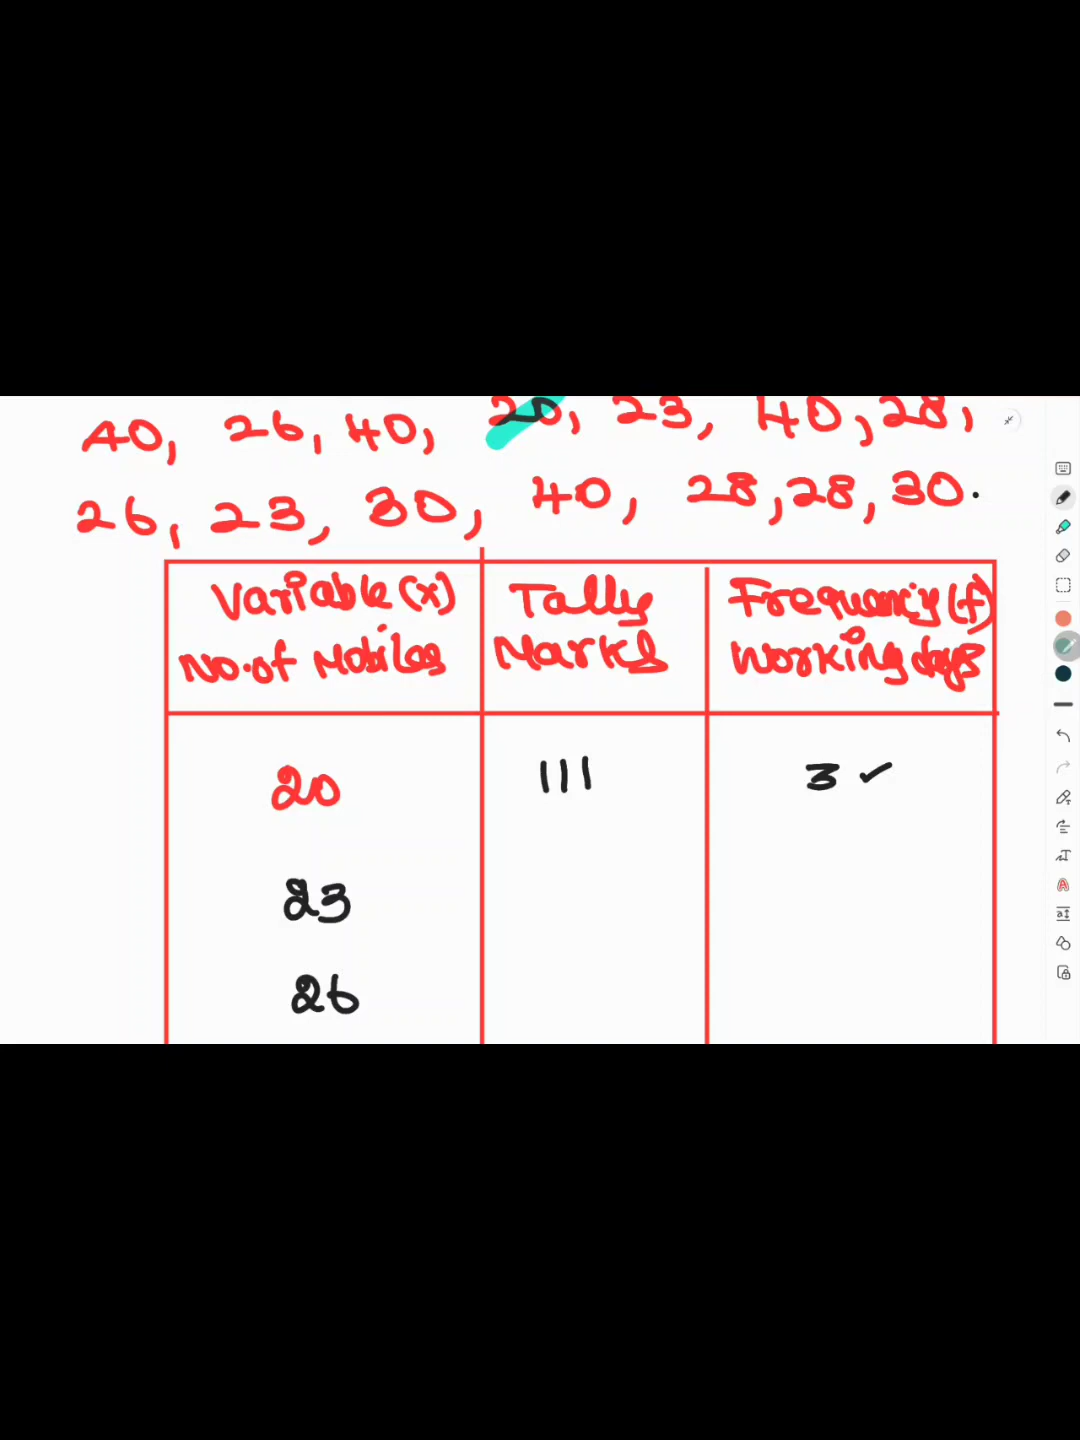 40, 26, 40, 20, 23, 40, 28,
26, 23, 30, 40, 28, 28, 30.
Variable (x) Tally Frequency (f)
No. of Mobiles Marks Working days
20 ||| 3 ✓
23
26